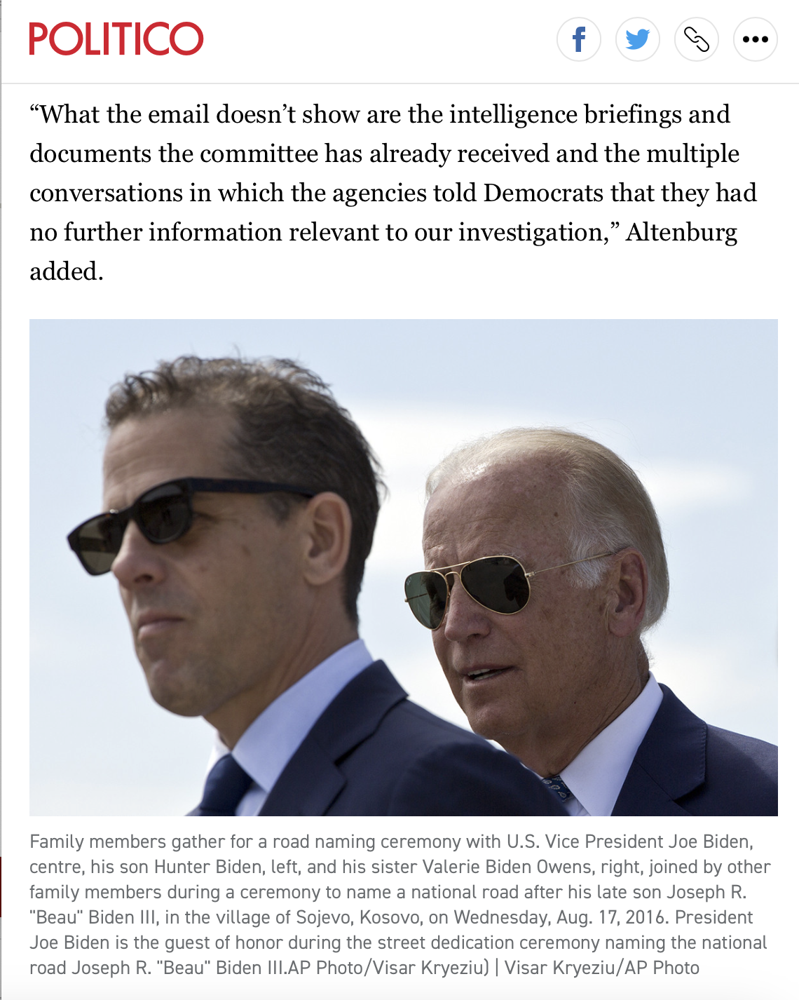 POLITICO
“What the email doesn’t show are the intelligence briefings and
documents the committee has already received and the multiple
conversations in which the agencies told Democrats that they had
no further information relevant to our investigation,” Altenburg
added.
Family members gather for a road naming ceremony with U.S. Vice President Joe Biden,
centre, his son Hunter Biden, left, and his sister Valerie Biden Owens, right, joined by other
family members during a ceremony to name a national road after his late son Joseph R.
"Beau" Biden III, in the village of Sojevo, Kosovo, on Wednesday, Aug. 17, 2016. President
Joe Biden is the guest of honor during the street dedication ceremony naming the national
road Joseph R. "Beau" Biden III.AP Photo/Visar Kryeziu) | Visar Kryeziu/AP Photo